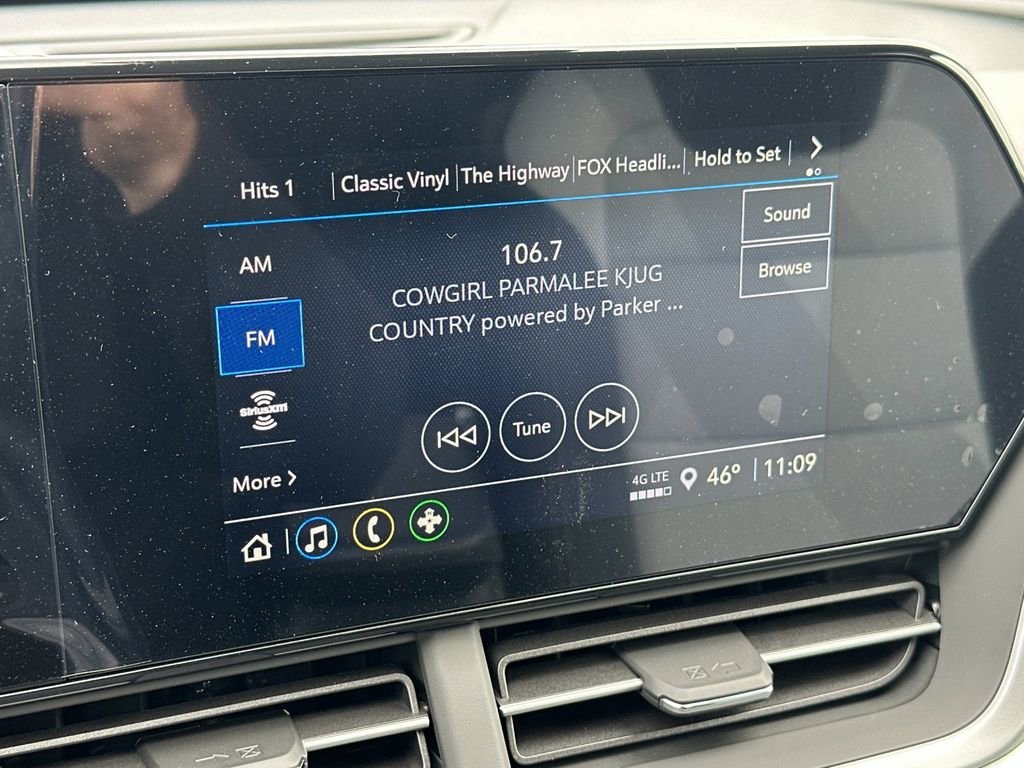 Hits 1 Classic Vinyl The Highway FOX Headli... Hold to Set
Sound
AM
106.7
Browse
COWGIRL PARMALEE KJUG
COUNTRY powered by Parker ...
FM
SiriusXM
Tune
More
4G LTE 46° 11:09